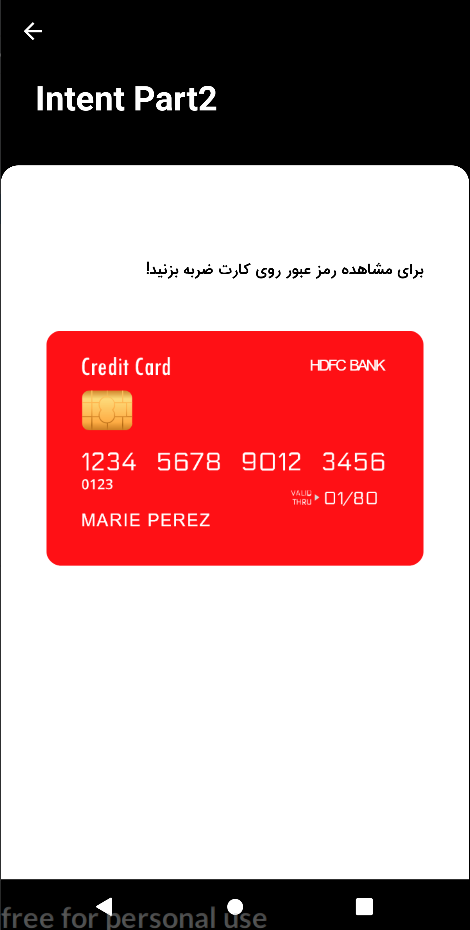 Intent Part2
برای مشاهده رمز عبور روی کارت ضربه بزنید!
Credit Card
HDFC BANK
1234 5678 9012 3456
0123
VALID THRU 01/80
MARIE PEREZ
free for personal use